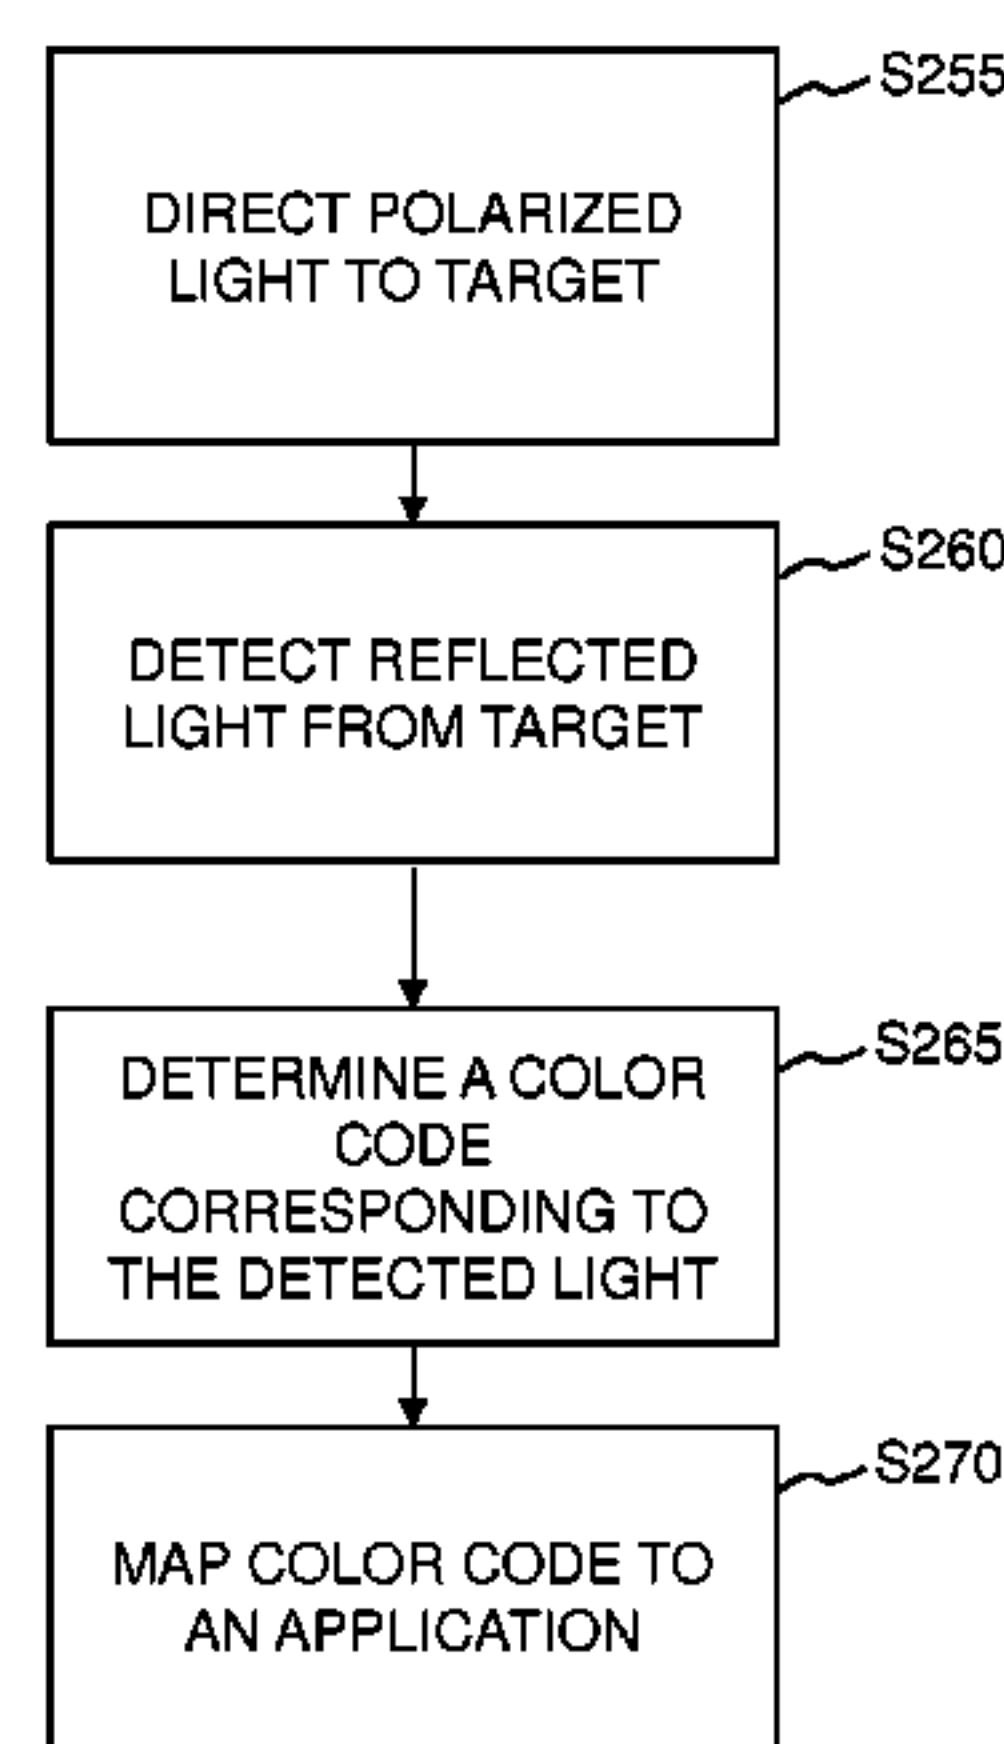 S255
DIRECT POLARIZED
LIGHT TO TARGET
S260
DETECT REFLECTED
LIGHT FROM TARGET
S265
DETERMINE A COLOR
CODE
CORRESPONDING TO
THE DETECTED LIGHT
S270
MAP COLOR CODE TO
AN APPLICATION